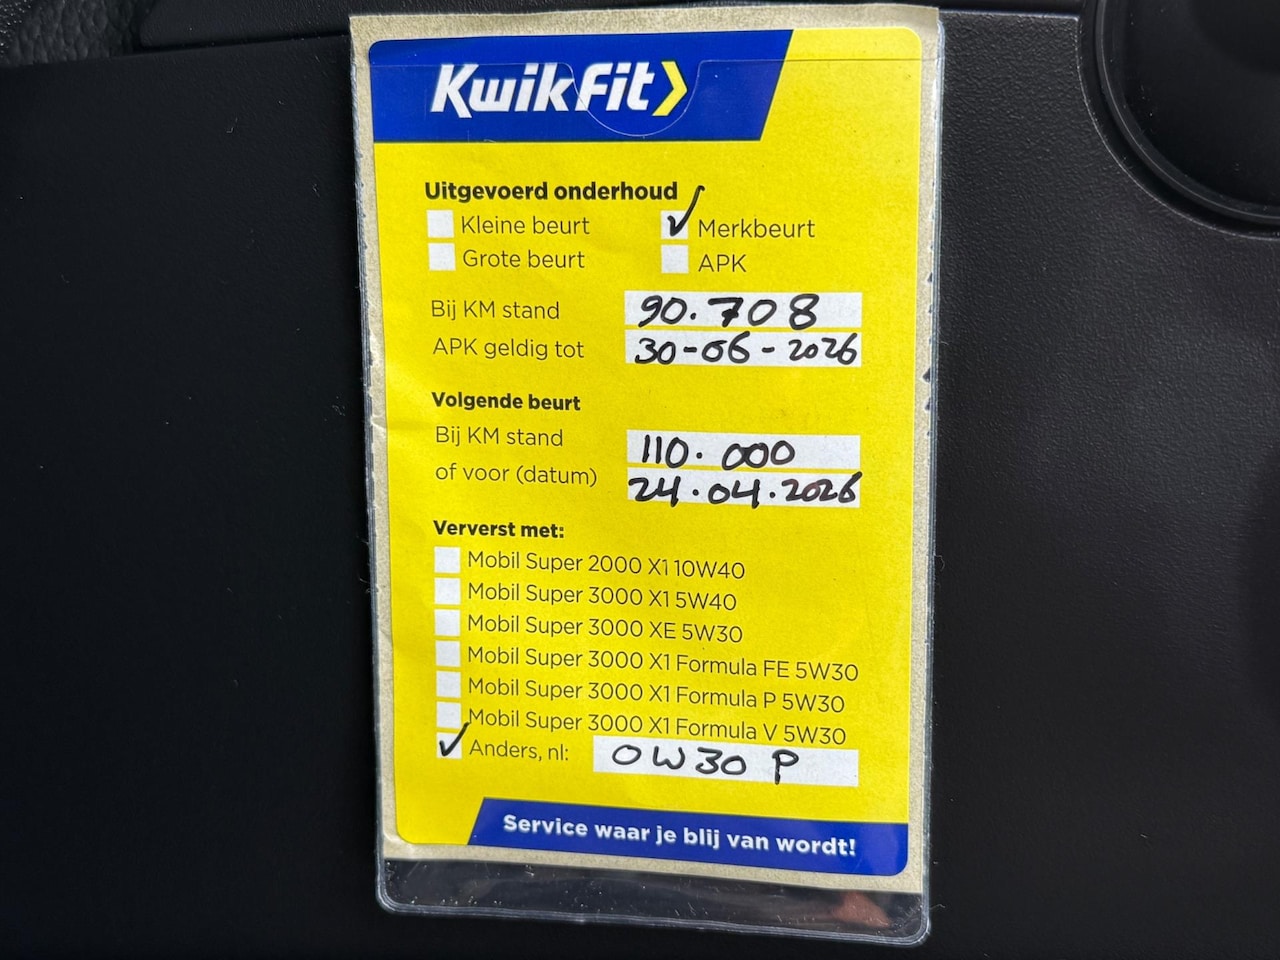 KwikFit
Uitgevoerd onderhoud
Kleine beurt
Merkbeurt
Grote beurt
APK
Bij KM stand 90.708
APK geldig tot 30-06-2026
Volgende beurt
Bij KM stand 110.000
of voor (datum) 24.04.2026
Ververst met:
Mobil Super 2000 X1 10W40
Mobil Super 3000 X1 5W40
Mobil Super 3000 XE 5W30
Mobil Super 3000 X1 Formula FE 5W30
Mobil Super 3000 X1 Formula P 5W30
Mobil Super 3000 X1 Formula V 5W30
Anders, nl: 0W30 P
Service waar je blij van wordt!